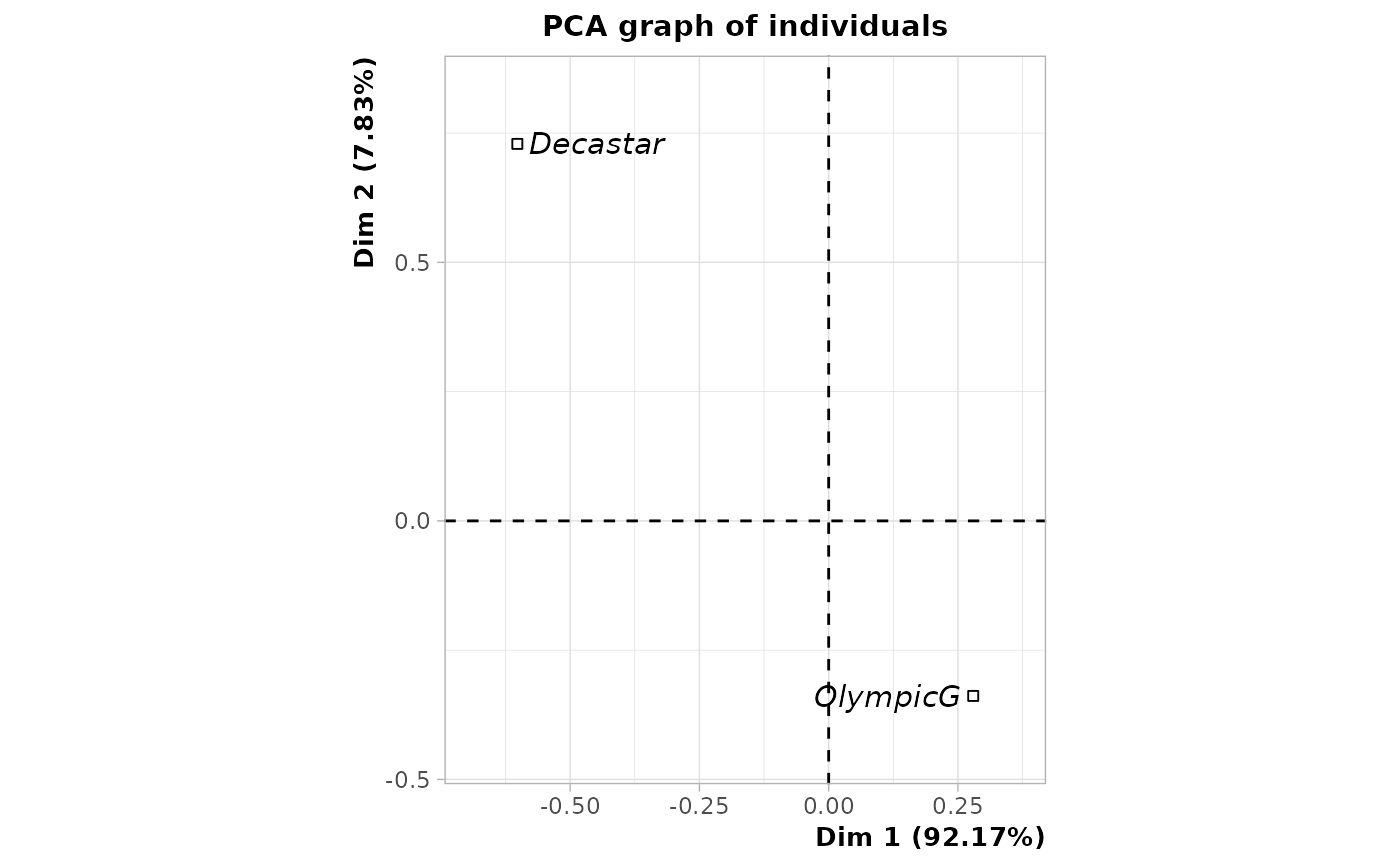 PCA graph of individuals
Dim 2 (7.83%)
Decastar
0.5
0.0
OlympicG
-0.5
-0.50
-0.25
0.00
0.25
Dim 1 (92.17%)